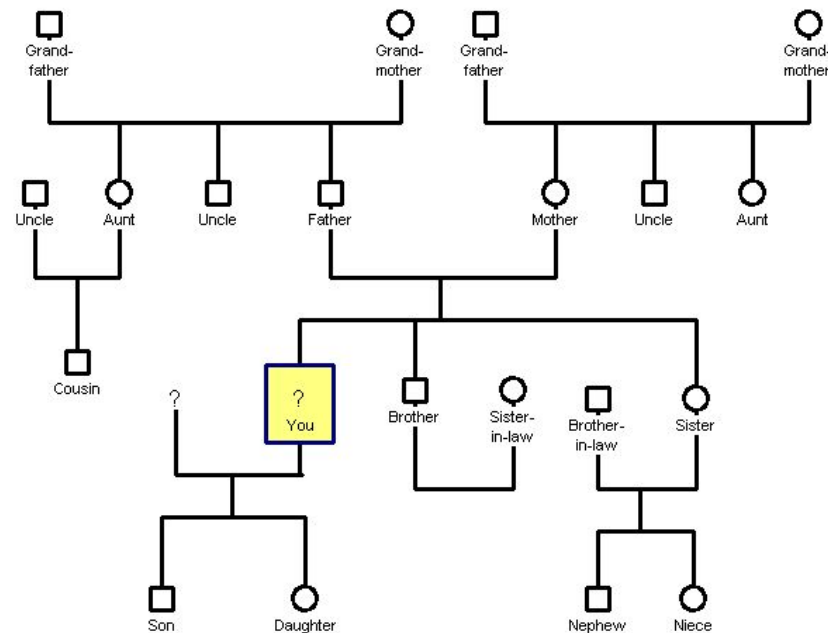 Grand-
father
Grand-
mother
Grand-
father
Grand-
mother
Uncle
Aunt
Uncle
Father
Mother
Uncle
Aunt
Cousin
?
?
You
Brother
Sister-
in-law
Brother-
in-law
Sister
Son
Daughter
Nephew
Niece